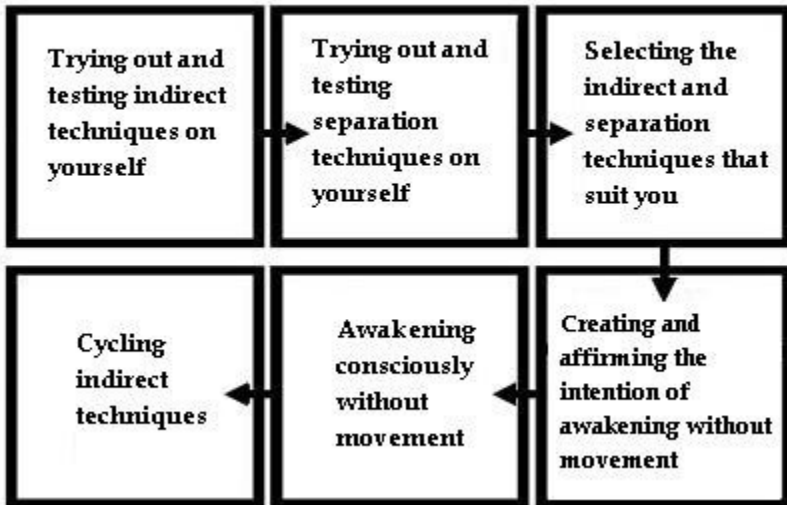 Trying out and
testing indirect
techniques on
yourself
Trying out and
testing
separation
techniques on
yourself
Selecting the
indirect and
separation
techniques that
suit you
Creating and
affirming the
intention of
awakening without
movement
Awakening
consciously
without
movement
Cycling
indirect
techniques